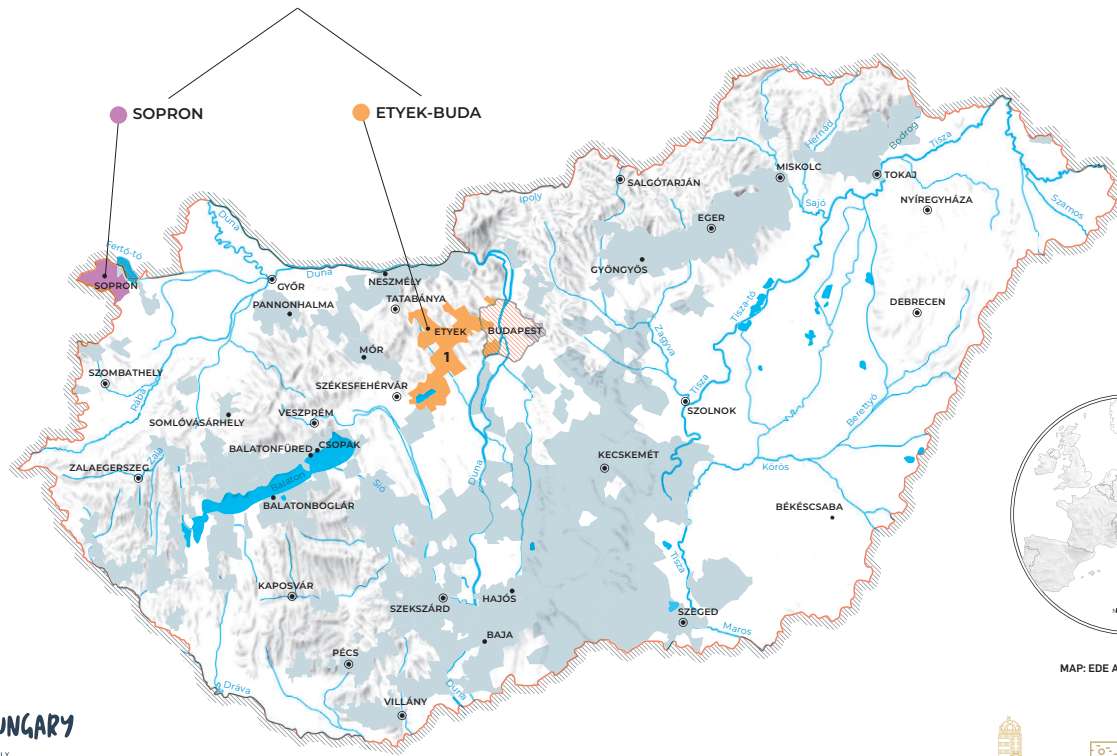 SOPRON
ETYEK-BUDA
Hernád
Bodrog
Tisza
MISKOLC
TOKAJ
SALGÓTARJÁN
Ipoly
Sajó
NYÍREGYHÁZA
Szamos
Duna
EGER
Fertő-tó
GYÖNGYÖS
Duna
SOPRON
GYŐR
NESZMÉLY
TATABÁNYA
PANNONHALMA
Tisza-tó
DEBRECEN
ETYEK
BUDAPEST
Zagyva
MÓR
1
SZOMBATHELY
SZÉKESFEHÉRVÁR
Rába
Tisza
SZOLNOK
SOMLÓVÁSÁRHELY
VESZPRÉM
Berettyó
BALATONFÜRED
CSOPAK
ZALAEGERSZEG
Zala
KECSKEMÉT
Körös
Balaton
Sió
Duna
BALATONBOGLÁR
BÉKÉSCSABA
Tisza
KAPOSVÁR
SZEKSZÁRD
HAJÓS
SZEGED
Maros
BAJA
PÉCS
MAP: EDE A
Dráva
Duna
VILLÁNY
UNGARY